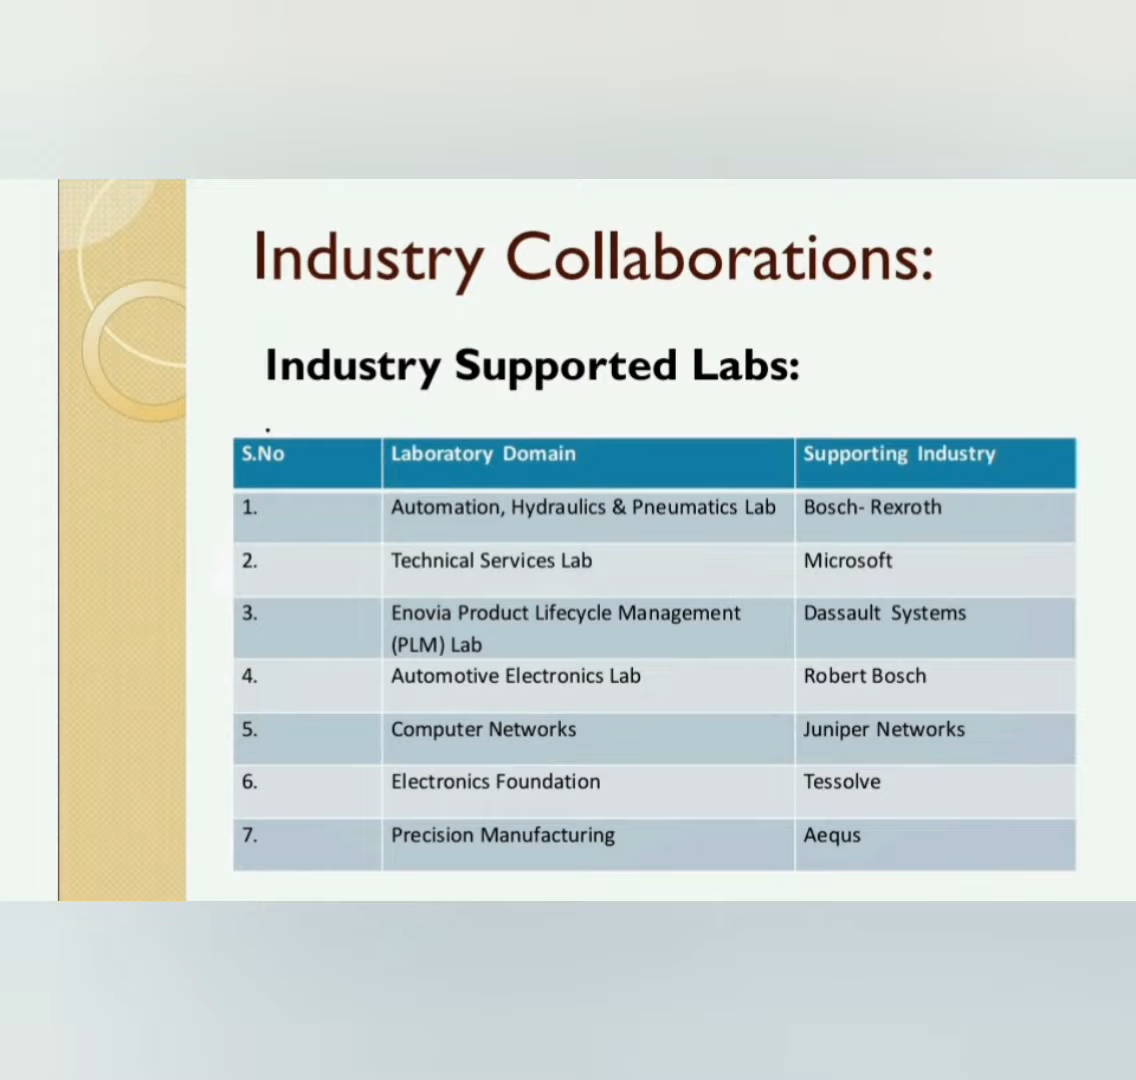 Industry Collaborations:
Industry Supported Labs:
.
S.No Laboratory Domain Supporting Industry
1. Automation, Hydraulics & Pneumatics Lab Bosch- Rexroth
2. Technical Services Lab Microsoft
3. Enovia Product Lifecycle Management Dassault Systems
(PLM) Lab
4. Automotive Electronics Lab Robert Bosch
5. Computer Networks Juniper Networks
6. Electronics Foundation Tessolve
7. Precision Manufacturing Aequs